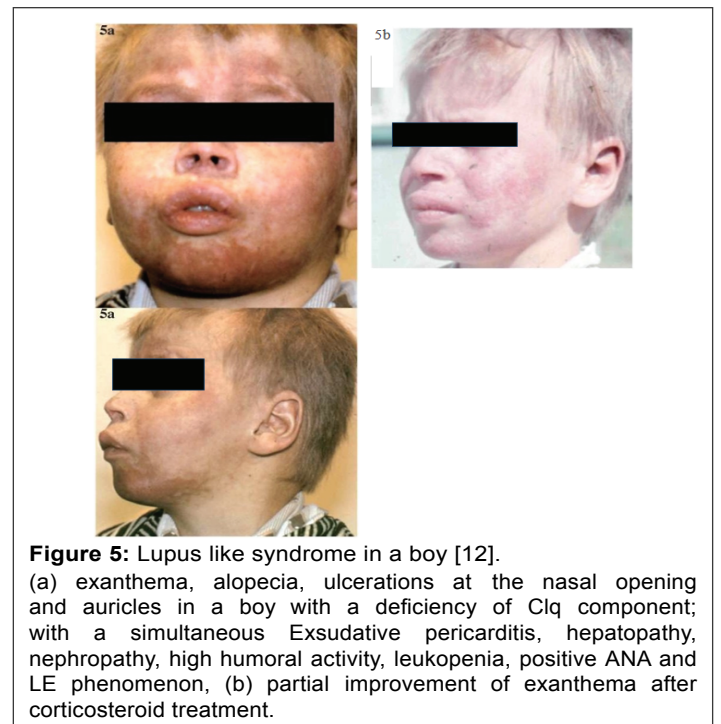 5a
5b
5a
Figure 5: Lupus like syndrome in a boy [12].
(a) exanthema, alopecia, ulcerations at the nasal opening
and auricles in a boy with a deficiency of Clq component;
with a simultaneous Exsudative pericarditis, hepatopathy,
nephropathy, high humoral activity, leukopenia, positive ANA and
LE phenomenon, (b) partial improvement of exanthema after
corticosteroid treatment.